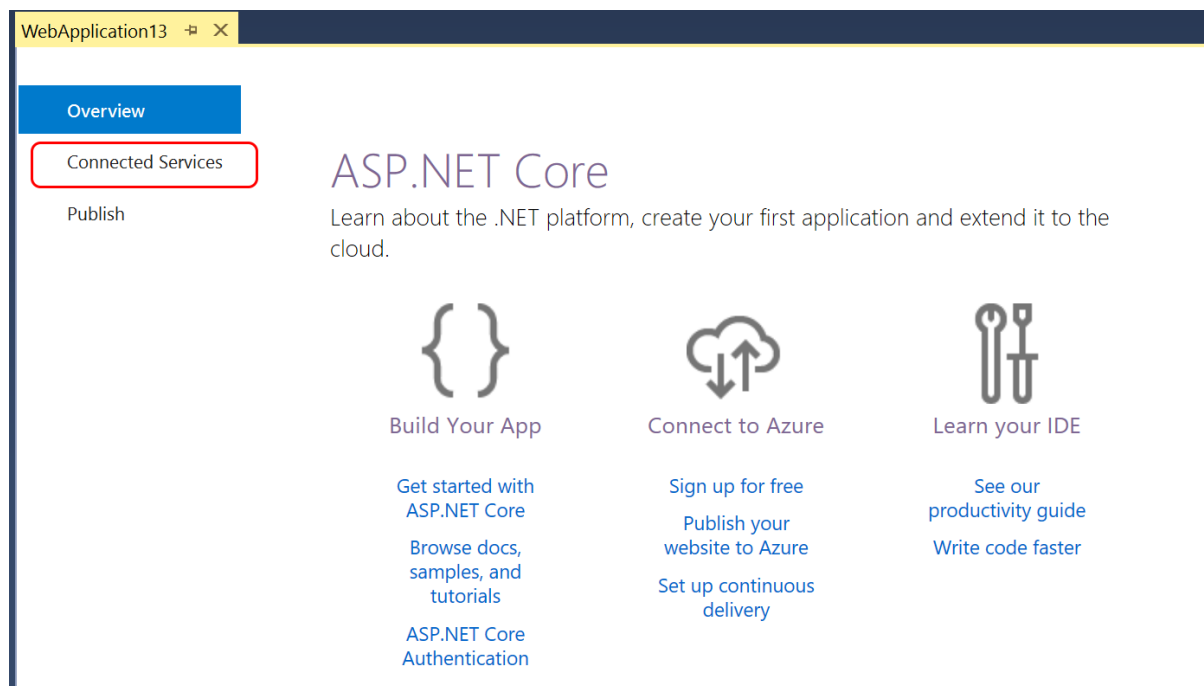 WebApplication13
Overview
Connected Services
Publish
ASP.NET Core
Learn about the .NET platform, create your first application and extend it to the
cloud.
Build Your App
Get started with
ASP.NET Core
Browse docs,
samples, and
tutorials
ASP.NET Core
Authentication
Connect to Azure
Sign up for free
Publish your
website to Azure
Set up continuous
delivery
Learn your IDE
See our
productivity guide
Write code faster